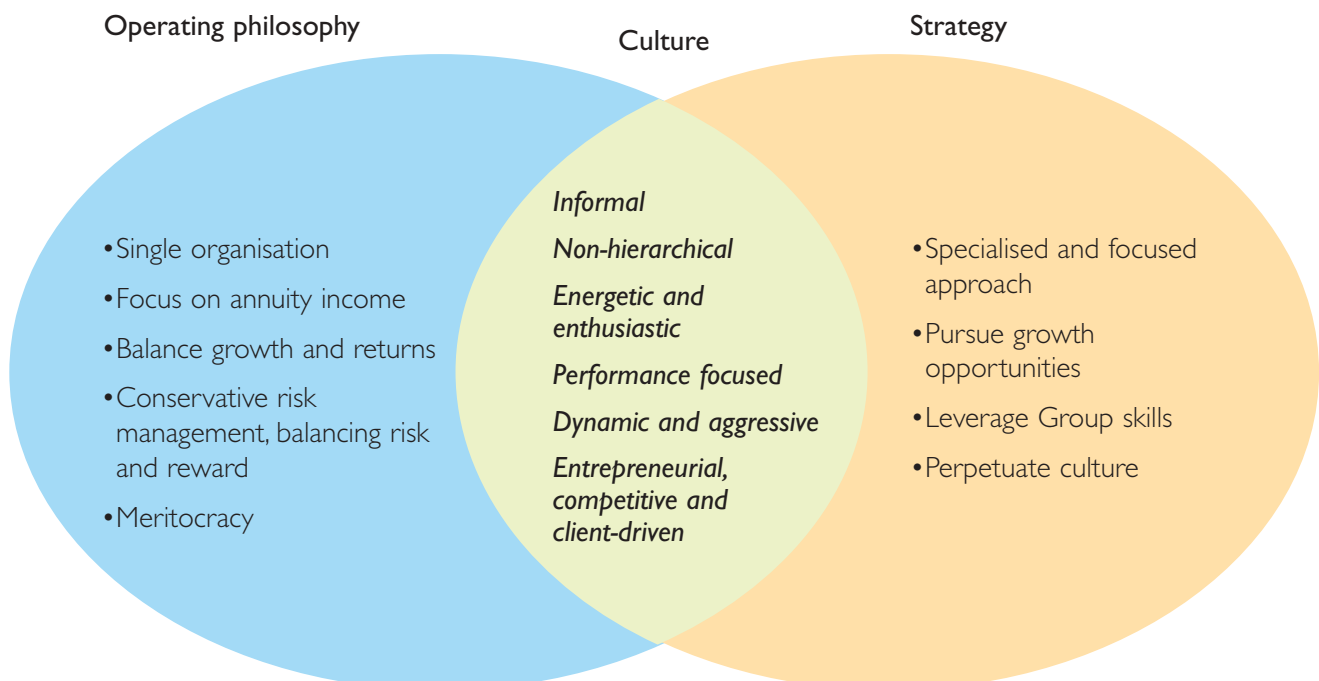 Operating philosophy
Culture
Strategy
•Single organisation
•Focus on annuity income
•Balance growth and returns
•Conservative risk
management, balancing risk
and reward
•Meritocracy
Informal
Non-hierarchical
Energetic and
enthusiastic
Performance focused
Dynamic and aggressive
Entrepreneurial,
competitive and
client-driven
•Specialised and focused
approach
•Pursue growth
opportunities
•Leverage Group skills
•Perpetuate culture